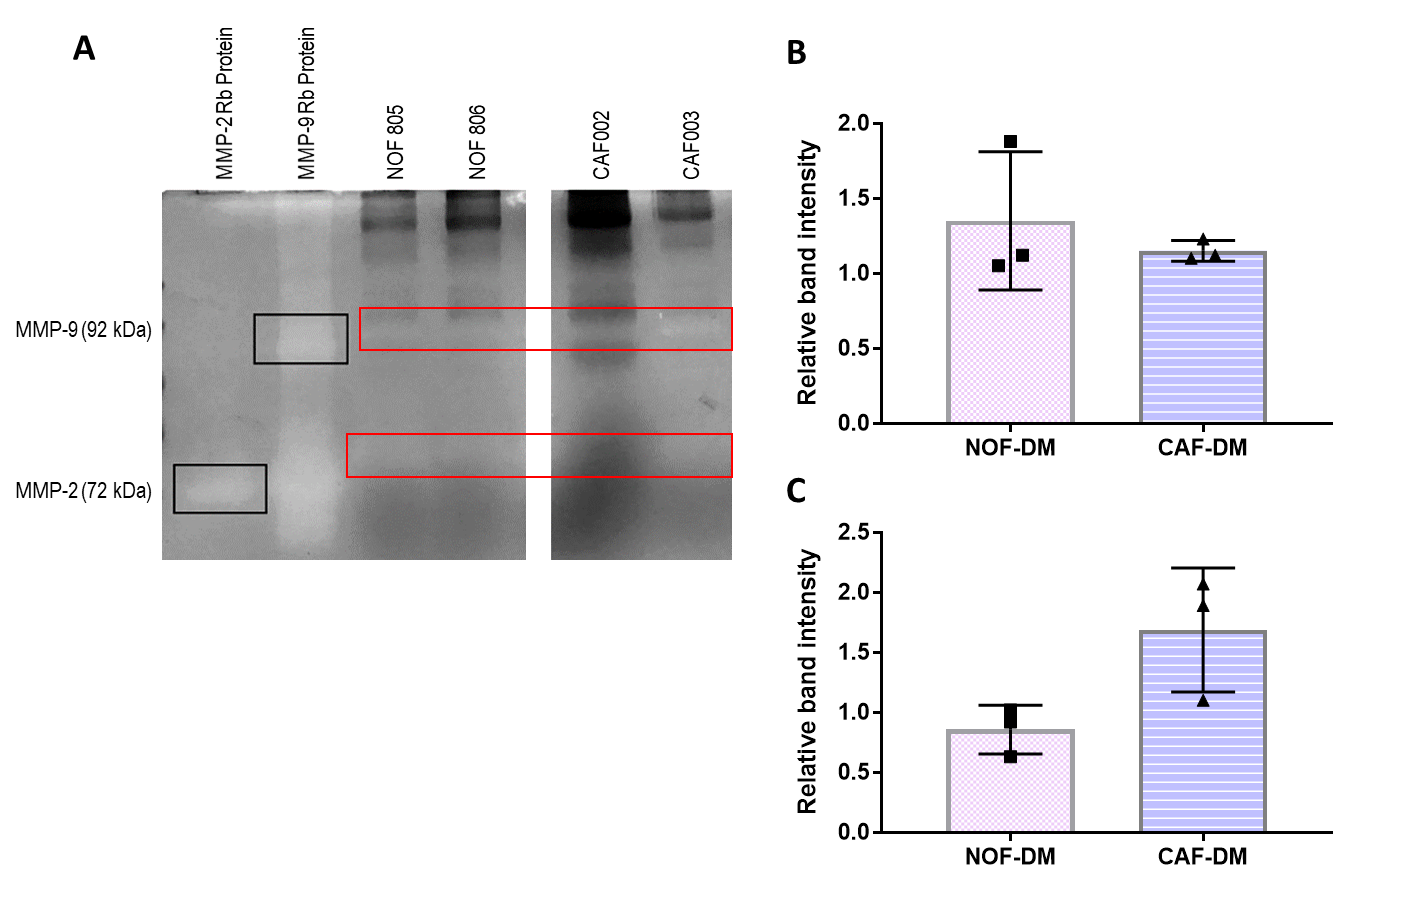 A
MMP-2 Rb Protein
MMP-9 Rb Protein
NOF 805
NOF 806
CAF002
CAF003
MMP-9 (92 kDa)
MMP-2 (72 kDa)
B
Relative band intensity
2.0
1.5
1.0
0.5
0.0
NOF-DM
CAF-DM
C
Relative band intensity
2.5
2.0
1.5
1.0
0.5
0.0
NOF-DM
CAF-DM